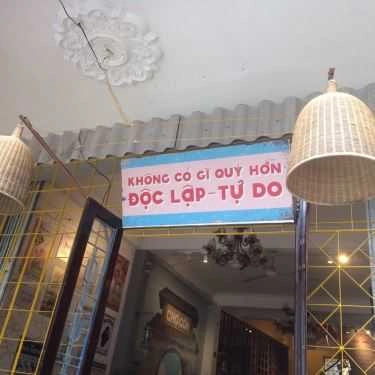 KHÔNG CÓ GÌ QUÝ HƠN
ĐỘC LẬP - TỰ DO